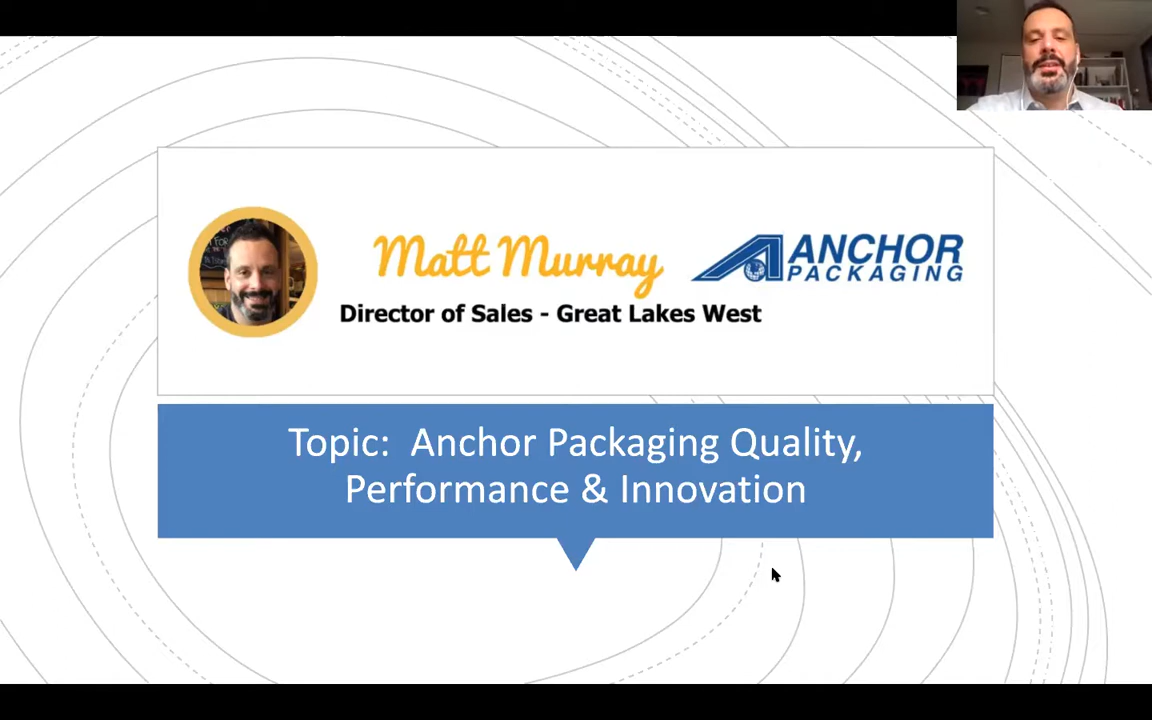 Matt Murray
ANCHOR
PACKAGING
Director of Sales - Great Lakes West
Topic:  Anchor Packaging Quality,
Performance & Innovation